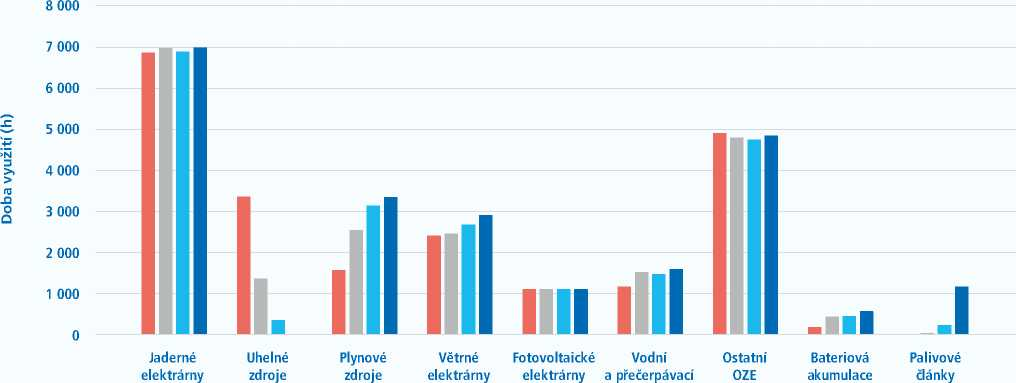 8 000
7 000
6 000
5 000
4 000
3 000
2 000
1 000
0
Doba využití (h)
Jaderné
elektrárny
Uhelné
zdroje
Plynové
zdroje
Větrné
elektrárny
Fotovoltaické
elektrárny
Vodní
a přečerpávací
Ostatní
OZE
Bateriová
akumulace
Palivové
články